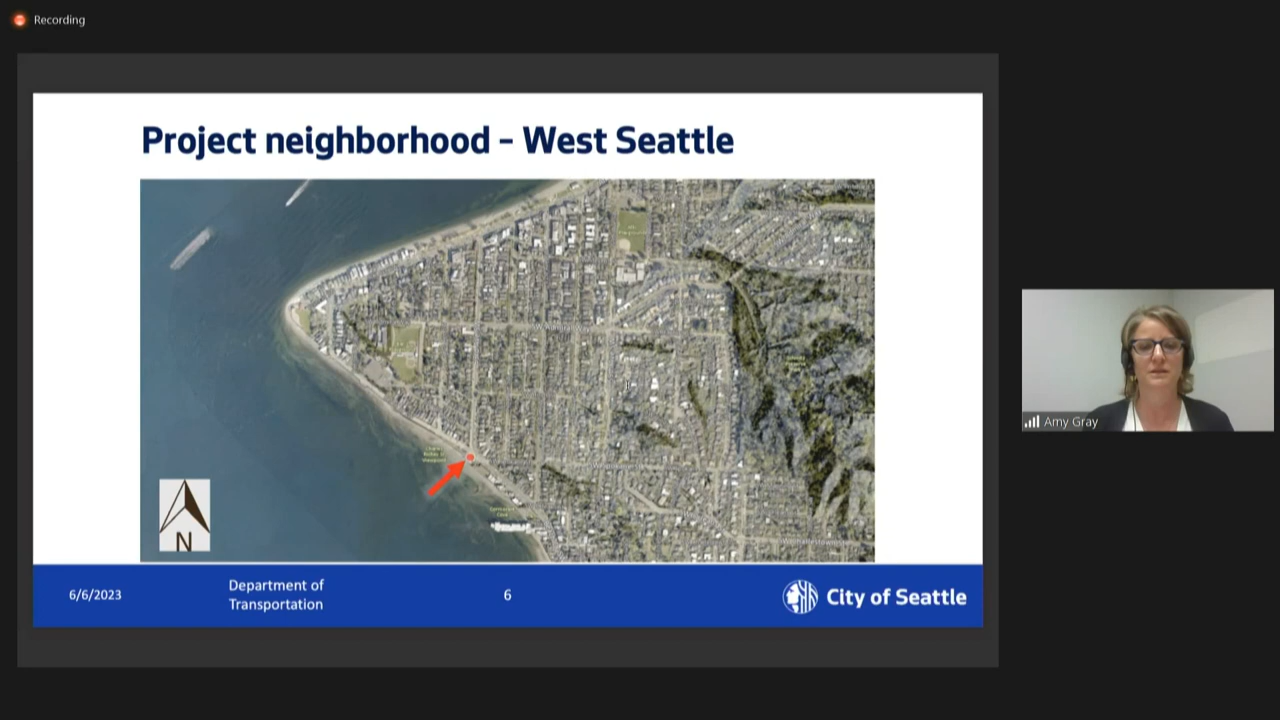 Recording
Project neighborhood – West Seattle
N
6/6/2023
Department of
Transportation
6
City of Seattle
Amy Gray